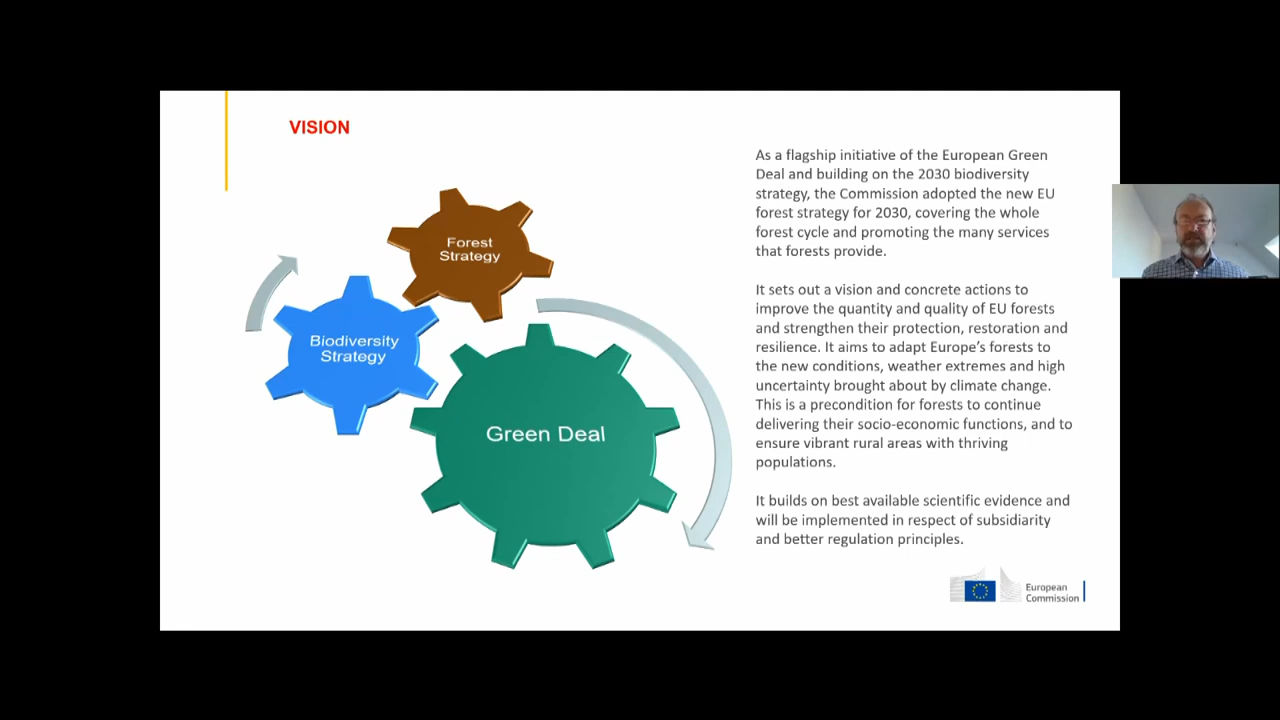 VISION
Forest
Strategy
Biodiversity
Strategy
Green Deal
As a flagship initiative of the European Green
Deal and building on the 2030 biodiversity
strategy, the Commission adopted the new EU
forest strategy for 2030, covering the whole
forest cycle and promoting the many services
that forests provide.
It sets out a vision and concrete actions to
improve the quantity and quality of EU forests
and strengthen their protection, restoration and
resilience. It aims to adapt Europe’s forests to
the new conditions, weather extremes and high
uncertainty brought about by climate change.
This is a precondition for forests to continue
delivering their socio-economic functions, and to
ensure vibrant rural areas with thriving
populations.
It builds on best available scientific evidence and
will be implemented in respect of subsidiarity
and better regulation principles.
European
Commission